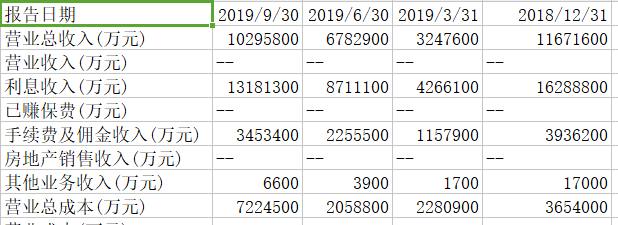 报告日期 2019/9/30 2019/6/30 2019/3/31 2018/12/31
营业总收入(万元) 10295800 6782900 3247600 11671600
营业收入(万元) -- -- -- --
利息收入(万元) 13181300 8711100 4266100 16288800
已赚保费(万元) -- -- -- --
手续费及佣金收入(万元) 3453400 2255500 1157900 3936200
房地产销售收入(万元) -- -- -- --
其他业务收入(万元) 6600 3900 1700 17000
营业总成本(万元) 7224500 2058800 2280900 3654000